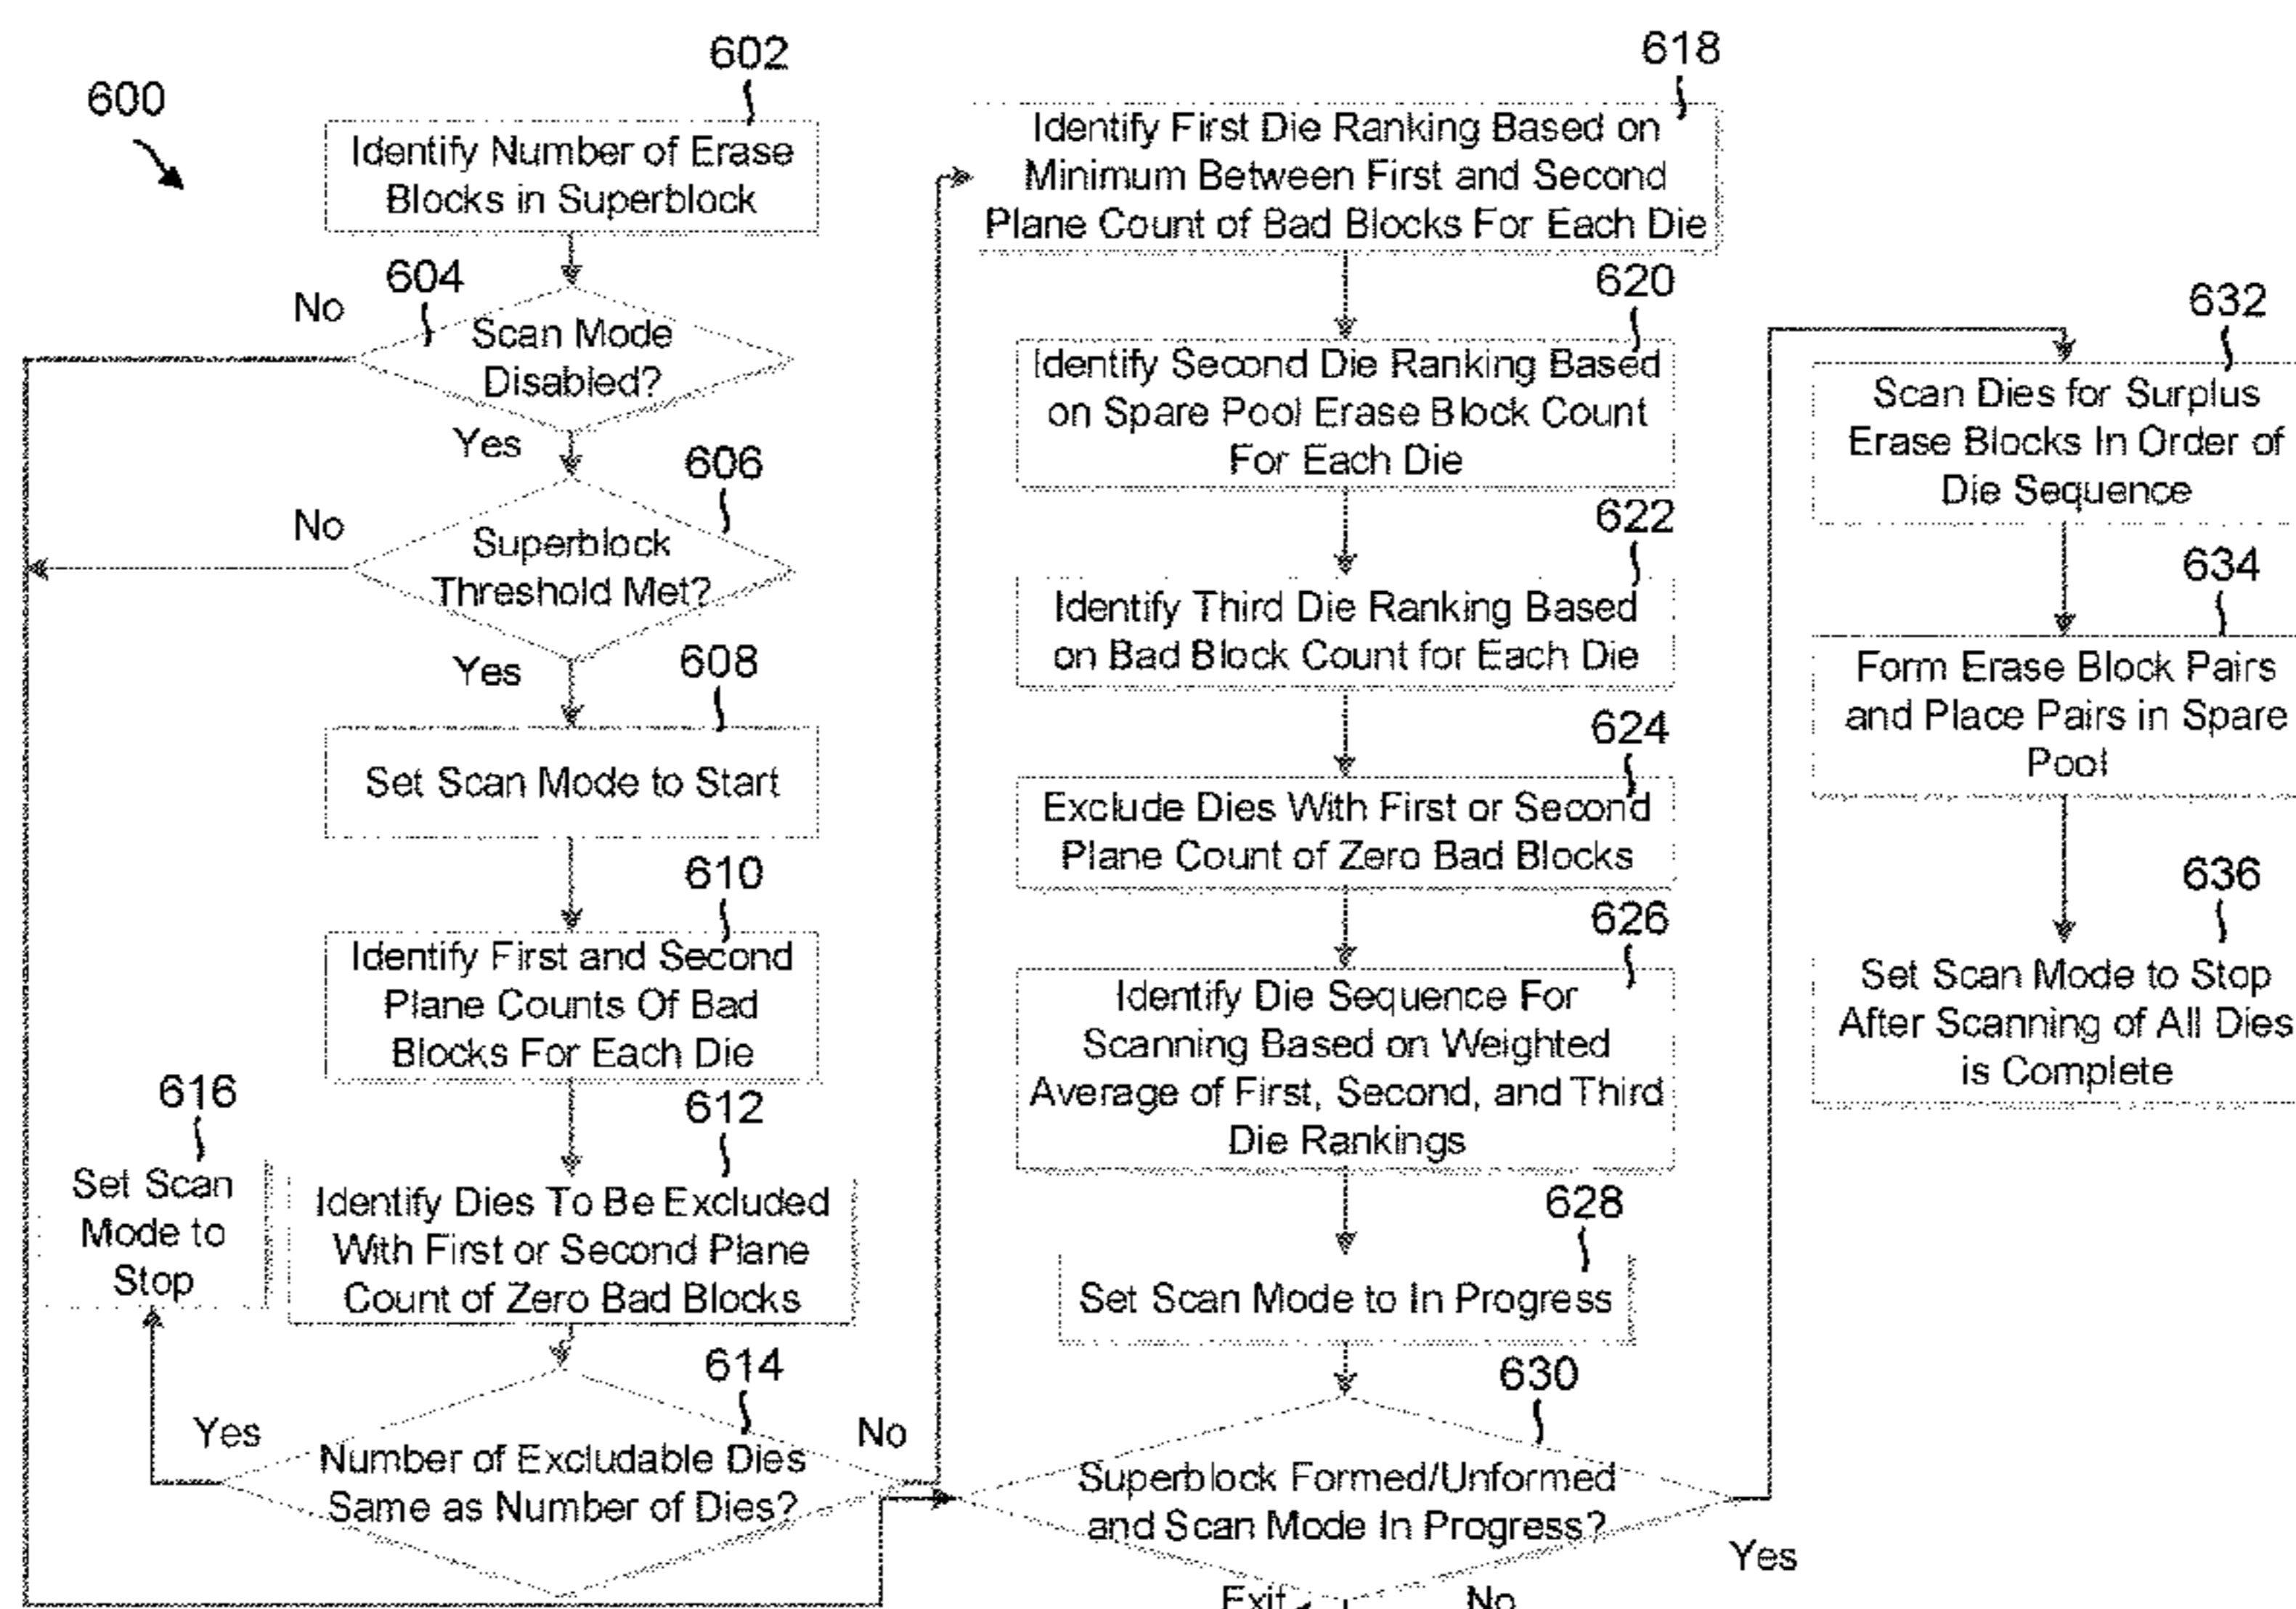 600
602
Identify Number of Erase
Blocks in Superblock
604
No
Scan Mode
Disabled?
Yes
606
No
Superblock
Threshold Met?
Yes
608
Set Scan Mode to Start
610
Identify First and Second
Plane Counts Of Bad
Blocks For Each Die
612
Identify Dies To Be Excluded
With First or Second Plane
Count of Zero Bad Blocks
616
Set Scan
Mode to
Stop
614
Yes
No
Number of Excludable Dies
Same as Number of Dies?
618
Identify First Die Ranking Based on
Minimum Between First and Second
Plane Count of Bad Blocks For Each Die
620
Identify Second Die Ranking Based
on Spare Pool Erase Block Count
For Each Die
622
Identify Third Die Ranking Based
on Bad Block Count for Each Die
624
Exclude Dies With First or Second
Plane Count of Zero Bad Blocks
626
Identify Die Sequence For
Scanning Based on Weighted
Average of First, Second, and Third
Die Rankings
628
Set Scan Mode to In Progress
630
Superblock Formed/Unformed
and Scan Mode In Progress?
Yes
Exit
No
632
Scan Dies for Surplus
Erase Blocks In Order of
Die Sequence
634
Form Erase Block Pairs
and Place Pairs in Spare
Pool
636
Set Scan Mode to Stop
After Scanning of All Dies
is Complete